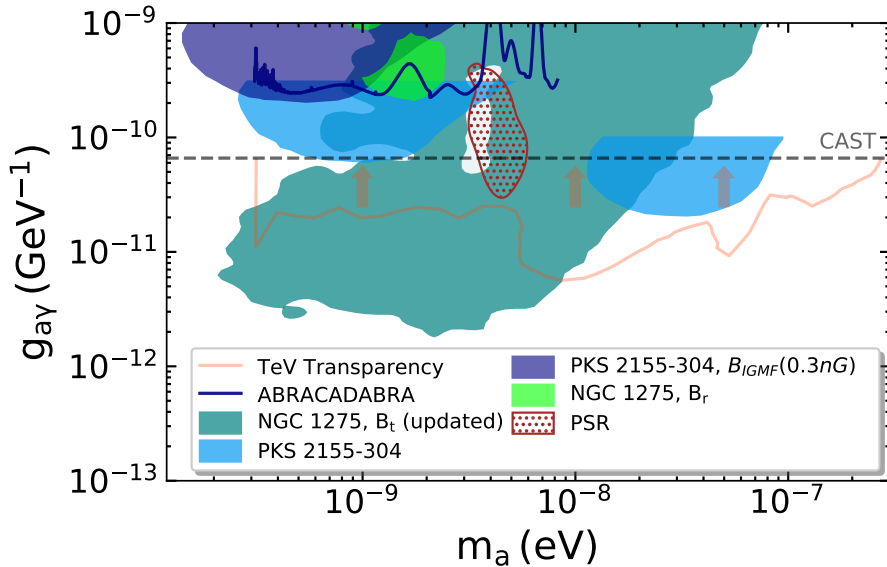 10⁻⁹
10⁻¹⁰
10⁻¹¹
10⁻¹²
10⁻¹³
g_aγ (GeV⁻¹)
CAST
TeV Transparency
ABRACADABRA
NGC 1275, B_t (updated)
PKS 2155-304
PKS 2155-304, B_IGMF(0.3nG)
NGC 1275, B_r
PSR
10⁻⁹
10⁻⁸
10⁻⁷
m_a (eV)